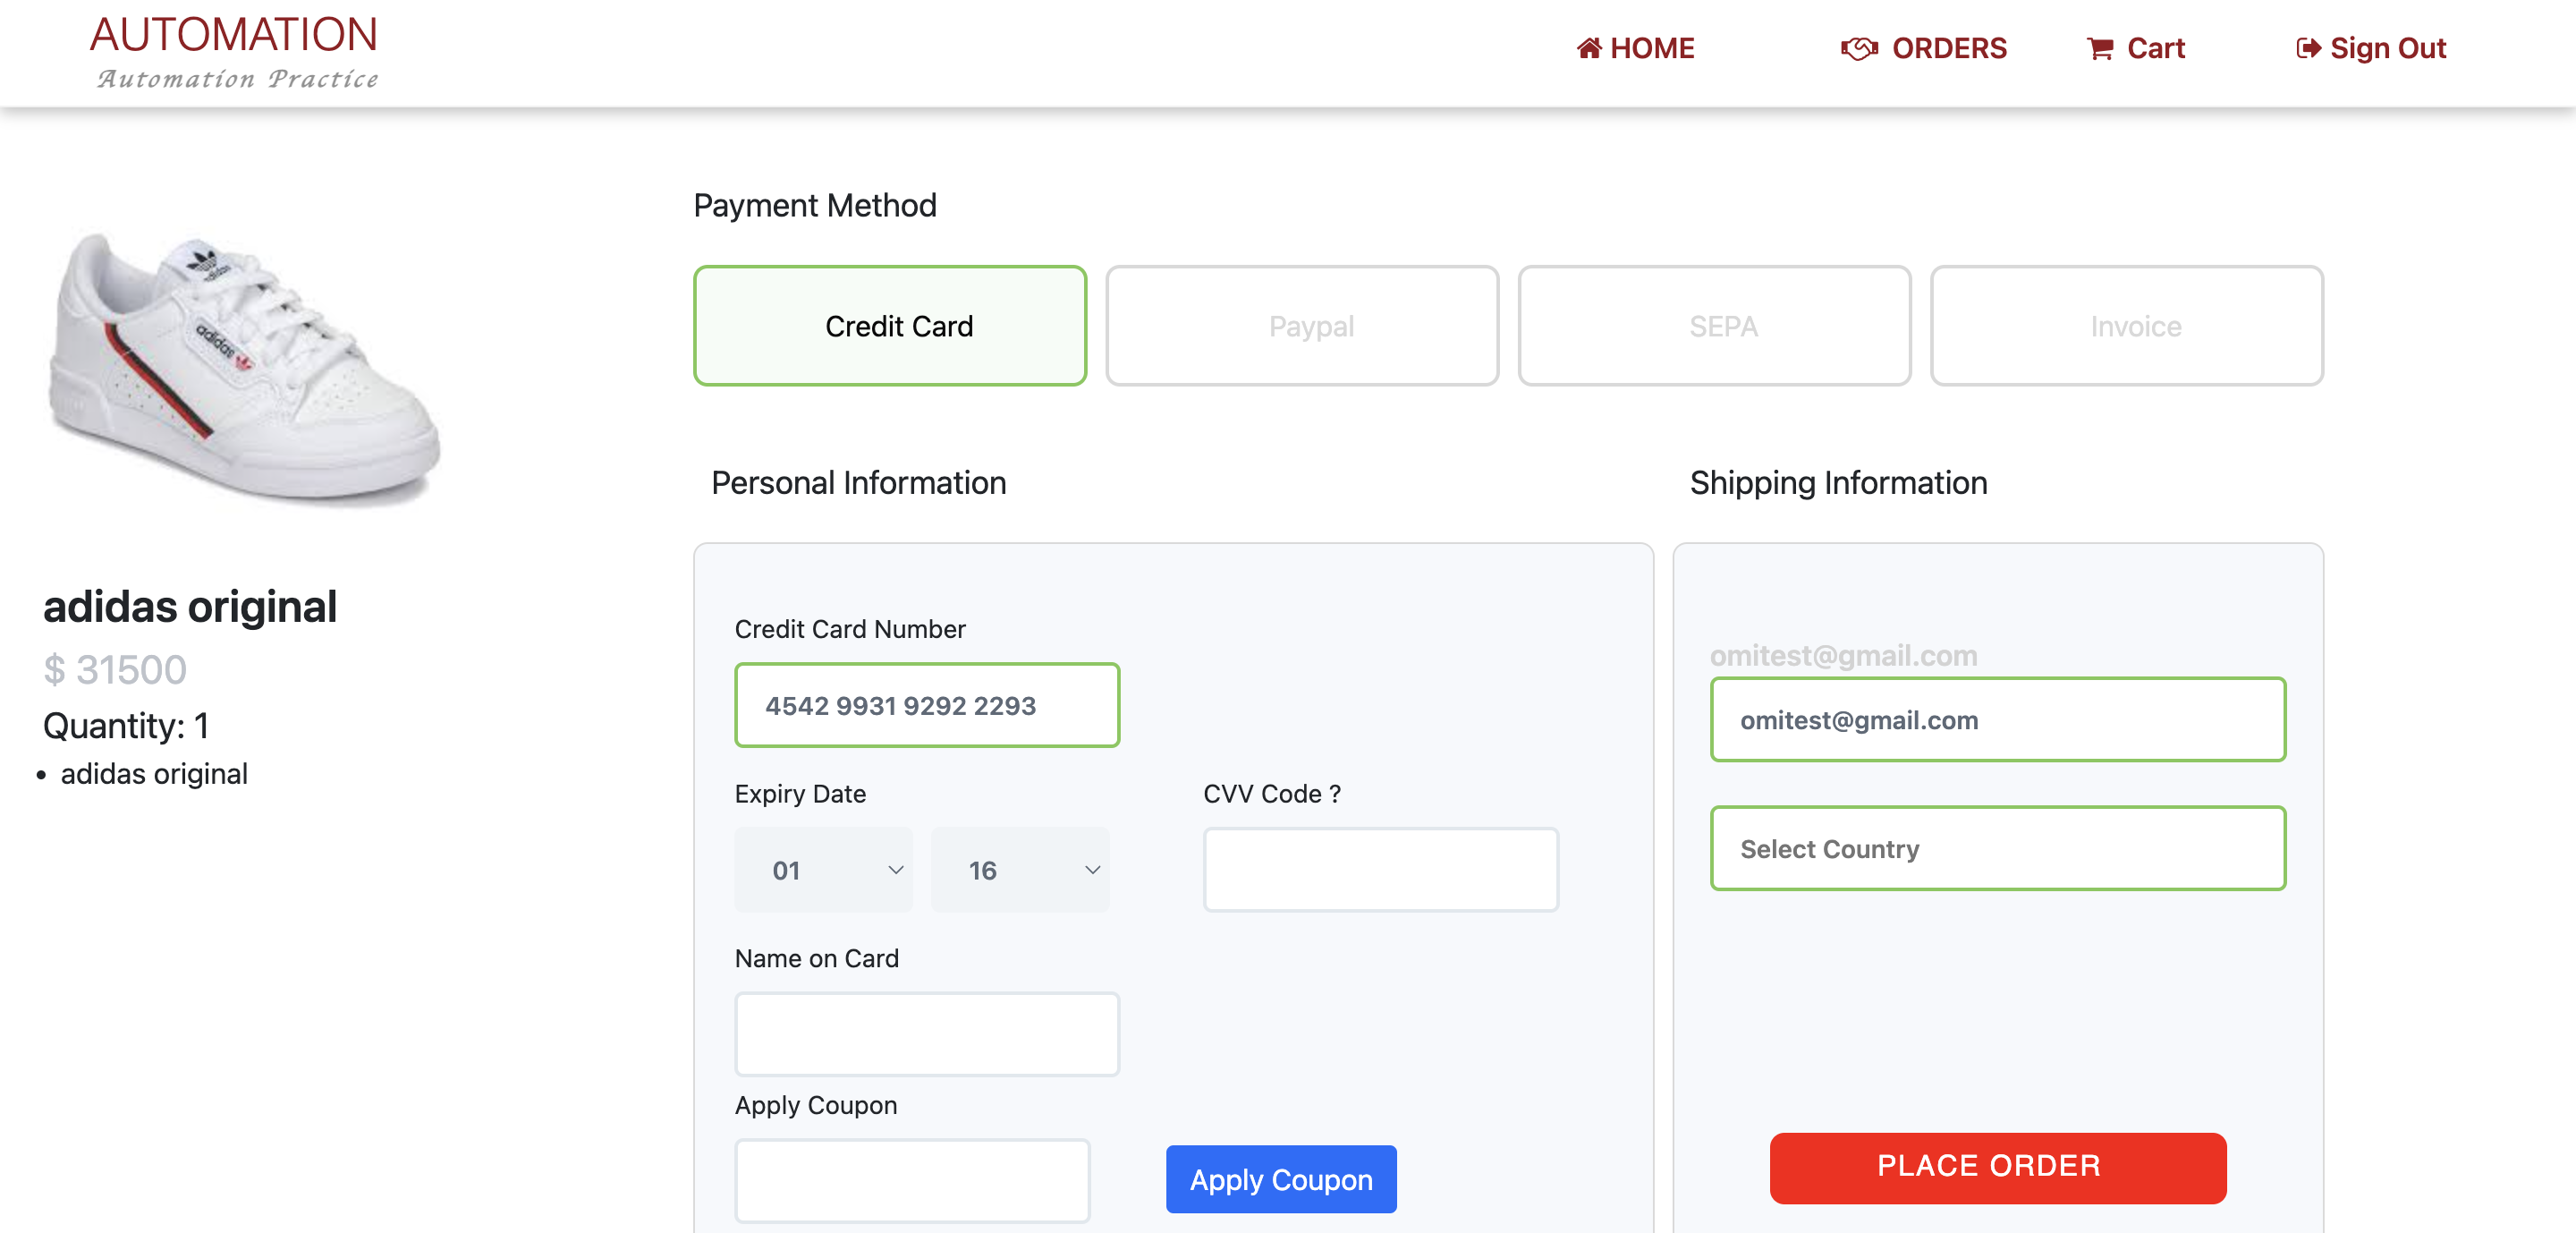 AUTOMATION
Automation Practice
HOME
ORDERS
Cart
Sign Out
adidas
adidas
adidas original
$ 31500
Quantity: 1
• adidas original
Payment Method
Credit Card
Paypal
SEPA
Invoice
Personal Information
Credit Card Number
4542 9931 9292 2293
Expiry Date
CVV Code ?
01
16
Name on Card
Apply Coupon
Apply Coupon
Shipping Information
omitest@gmail.com
omitest@gmail.com
Select Country
PLACE ORDER